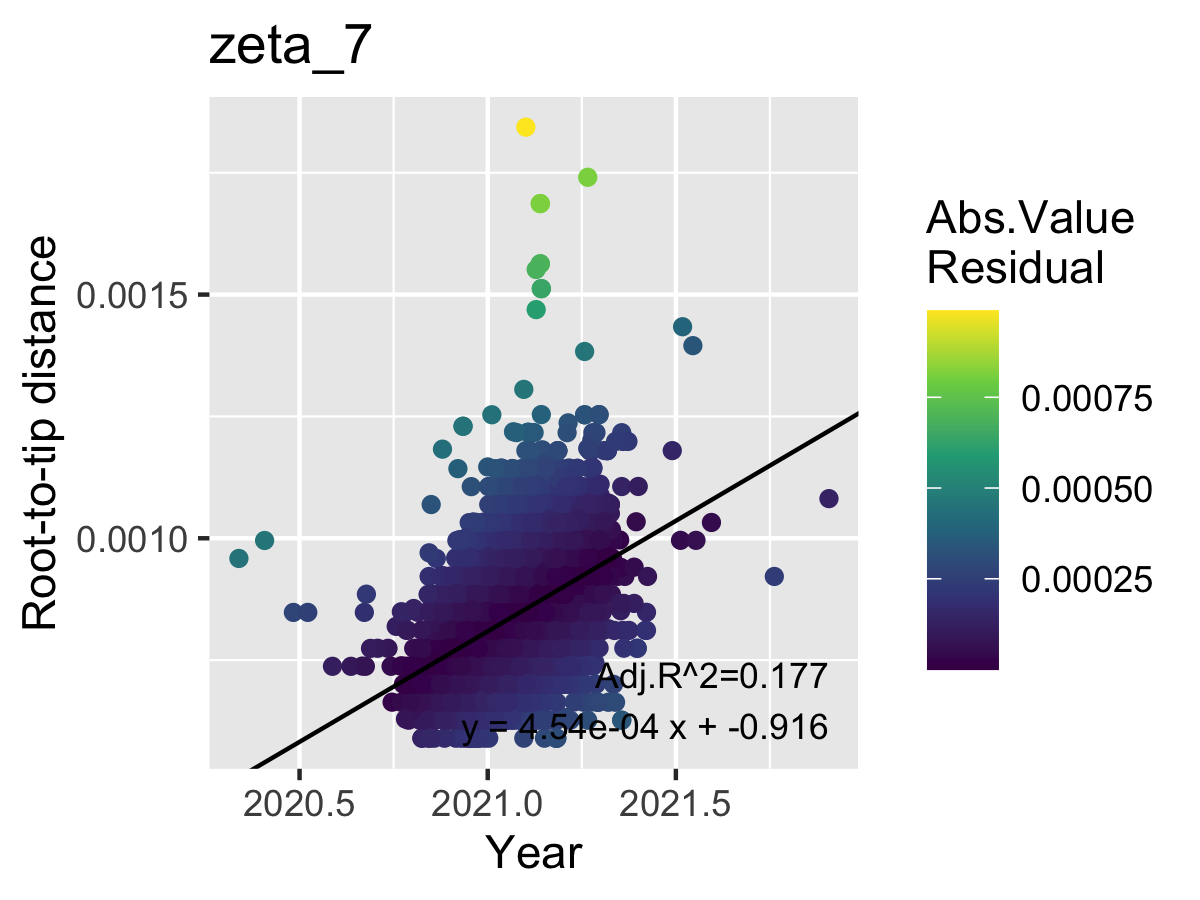 zeta_7
Root-to-tip distance
0.0015
0.0010
Adj.R^2=0.177
y = 4.54e-04 x + -0.916
2020.5
2021.0
2021.5
Year
Abs.Value
Residual
0.00075
0.00050
0.00025